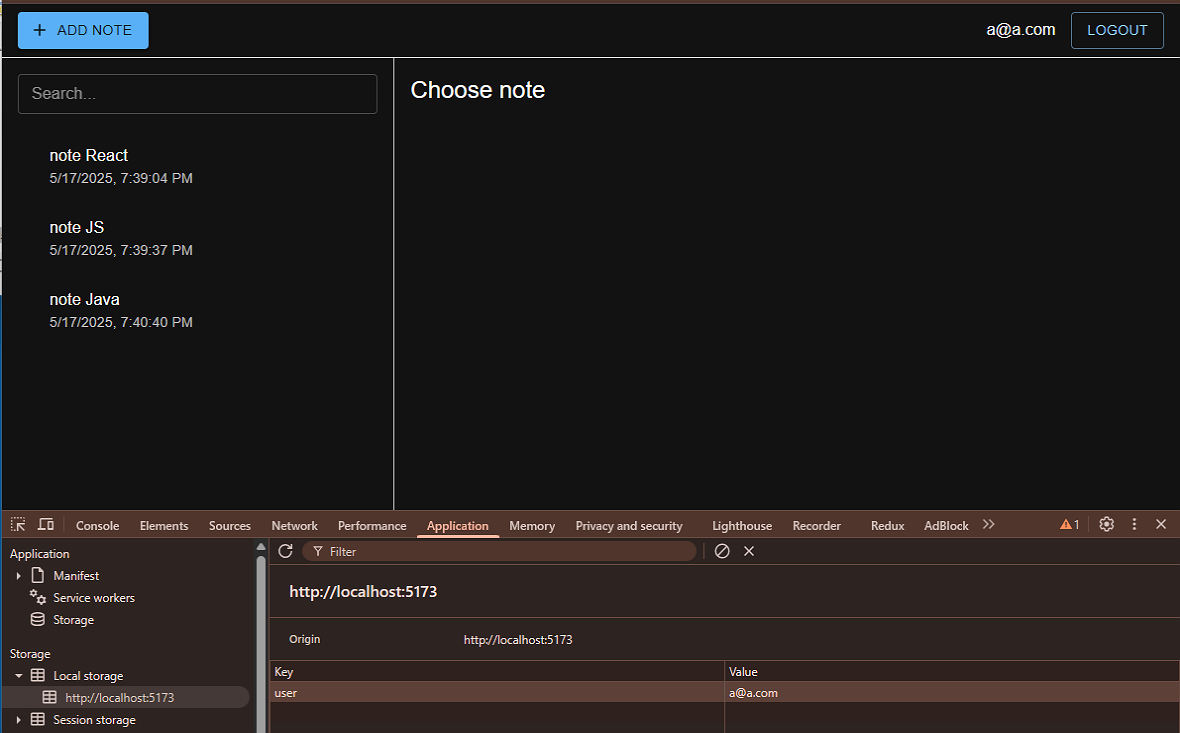 + ADD NOTE
a@a.com
LOGOUT
Search...
Choose note
note React
5/17/2025, 7:39:04 PM
note JS
5/17/2025, 7:39:37 PM
note Java
5/17/2025, 7:40:40 PM
Console Elements Sources Network Performance Application Memory Privacy and security Lighthouse Recorder Redux AdBlock 1
Application
Manifest
Service workers
Storage
Storage
Local storage
http://localhost:5173
Session storage
Filter
http://localhost:5173
Origin http://localhost:5173
Key Value
user a@a.com